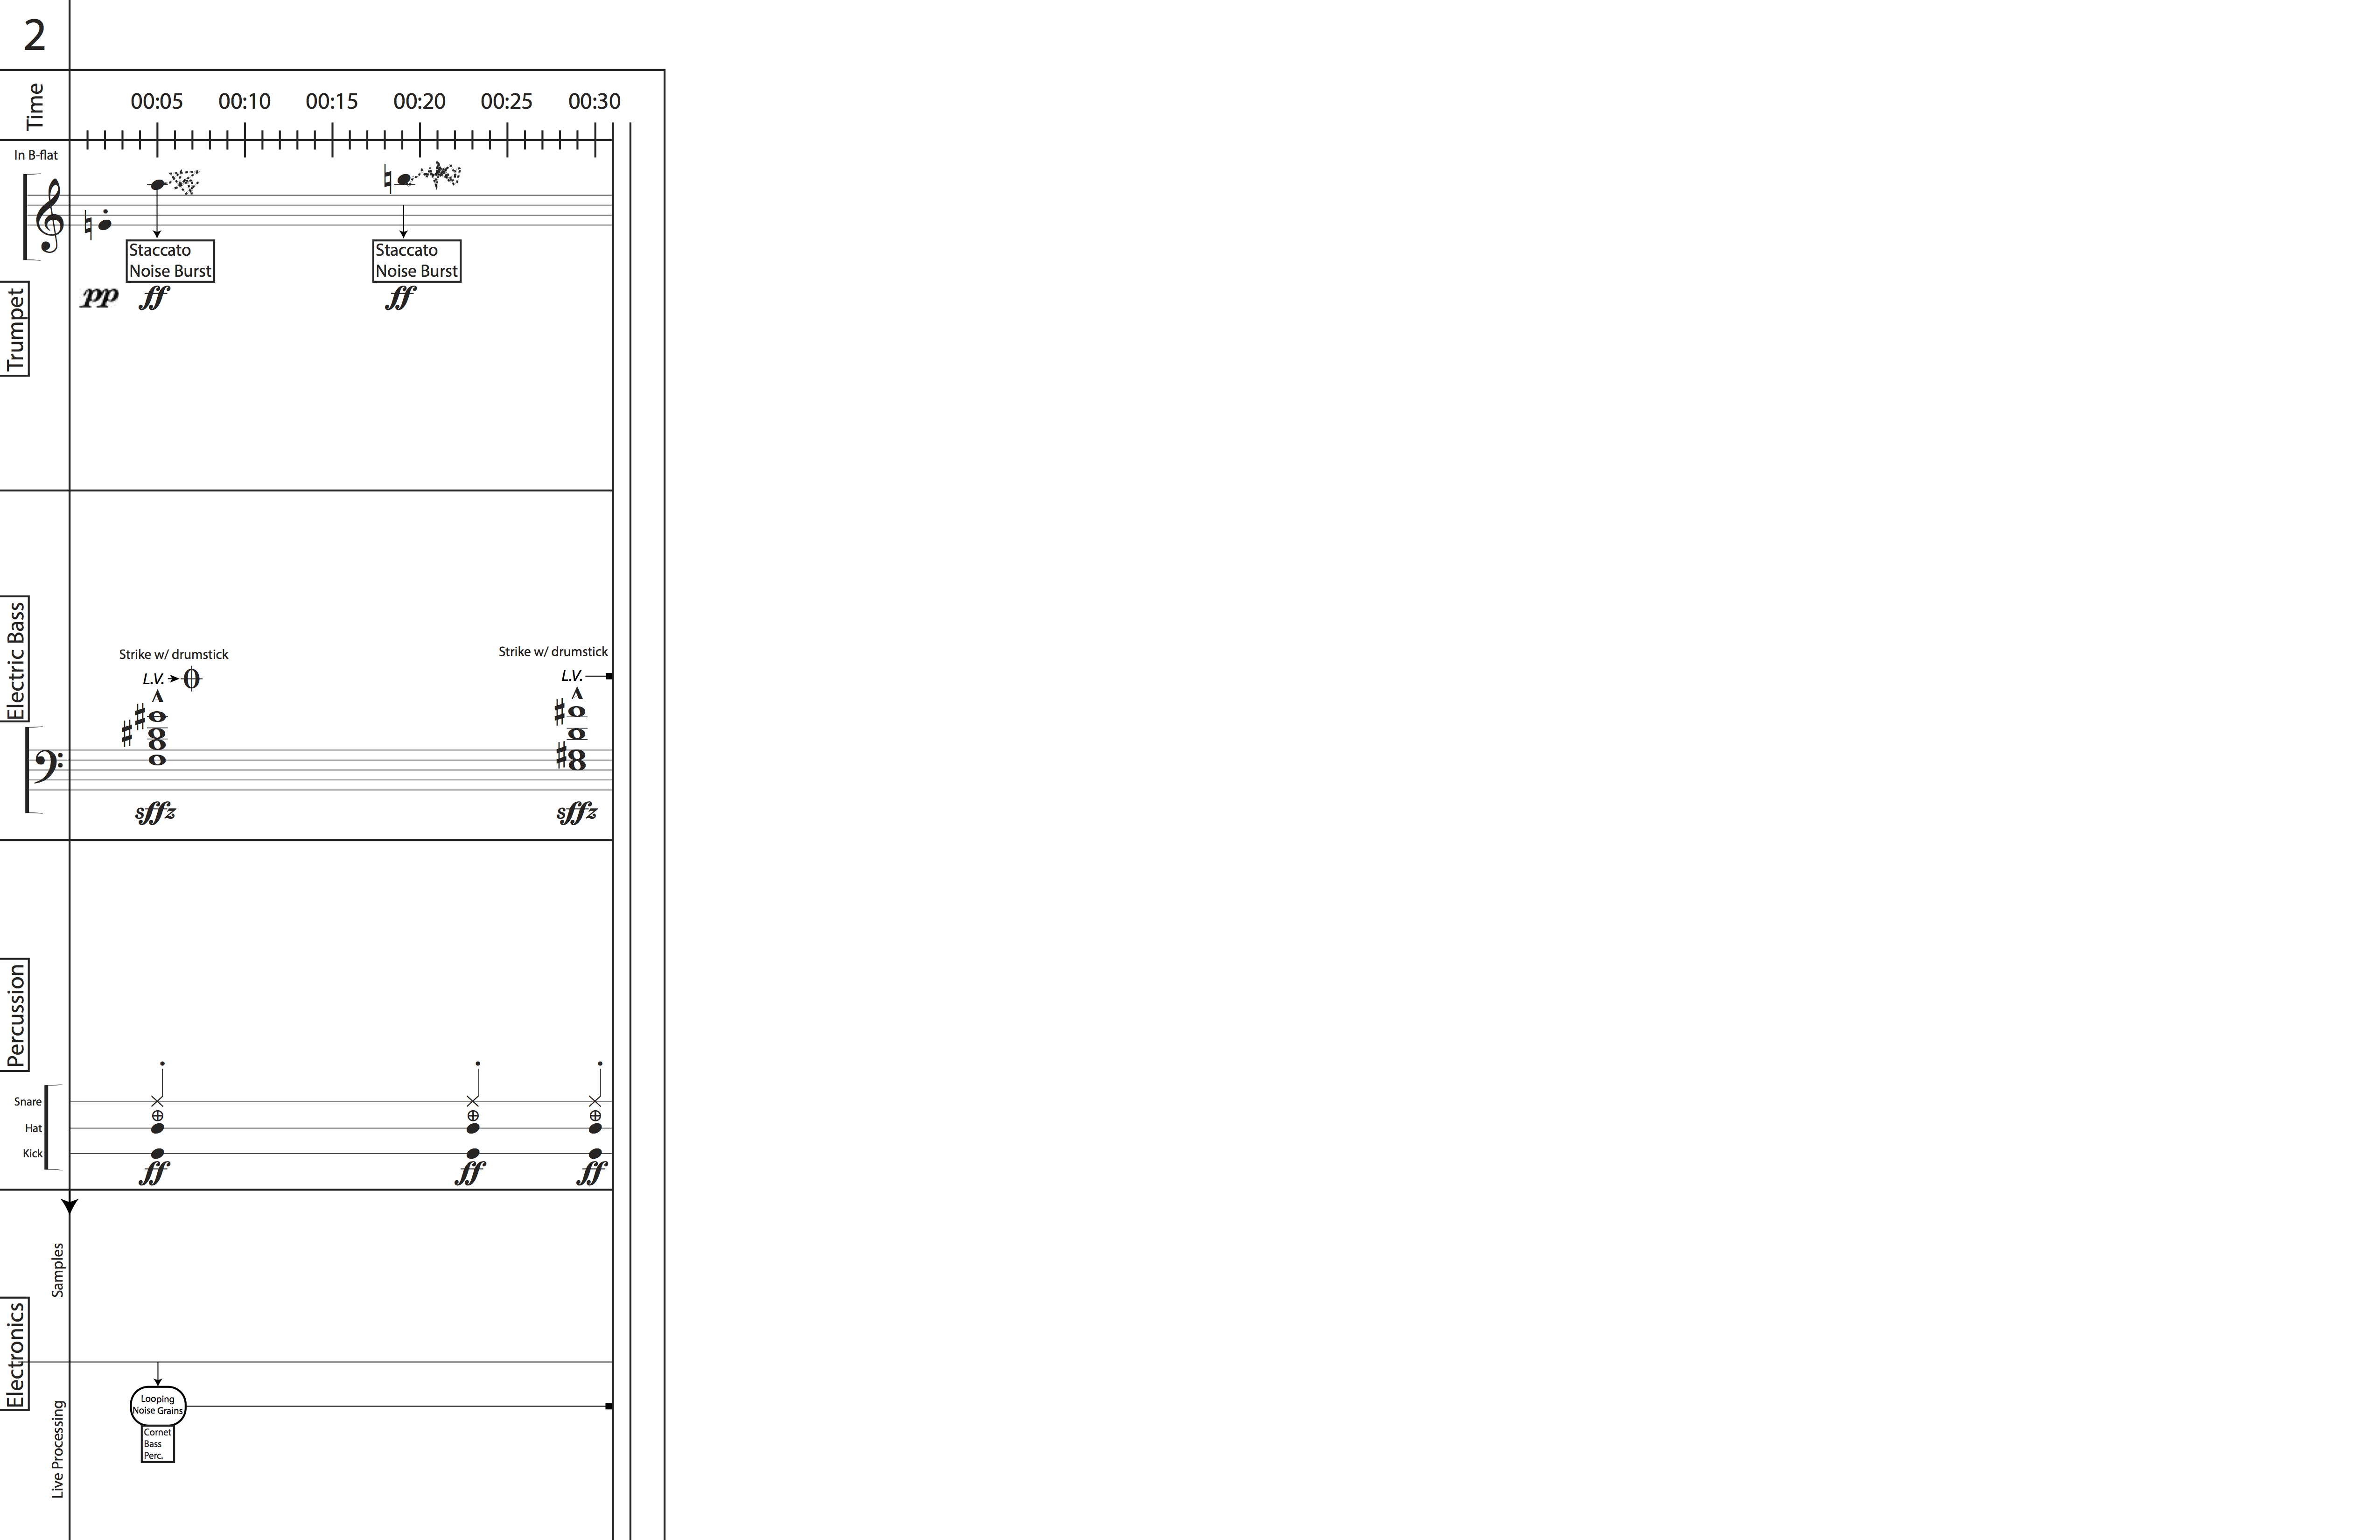 2
Time
00:05 00:10 00:15 00:20 00:25 00:30
In B-flat
Trumpet
Staccato
Noise Burst
Staccato
Noise Burst
pp ff ff
Electric Bass
Strike w/ drumstick
L.V.
Strike w/ drumstick
L.V.
sffz sffz
Percussion
Snare
Hat
Kick
ff ff ff
Electronics
Samples
Live Processing
Looping
Noise Grains
Cornet
Bass
Perc.